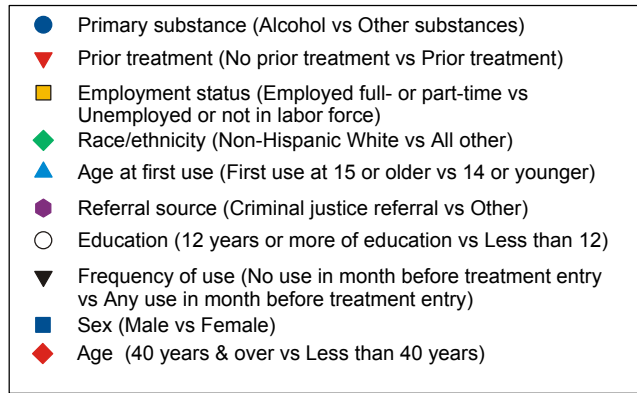 Primary substance (Alcohol vs Other substances)
Prior treatment (No prior treatment vs Prior treatment)
Employment status (Employed full- or part-time vs
Unemployed or not in labor force)
Race/ethnicity (Non-Hispanic White vs All other)
Age at first use (First use at 15 or older vs 14 or younger)
Referral source (Criminal justice referral vs Other)
Education (12 years or more of education vs Less than 12)
Frequency of use (No use in month before treatment entry
vs Any use in month before treatment entry)
Sex (Male vs Female)
Age (40 years & over vs Less than 40 years)